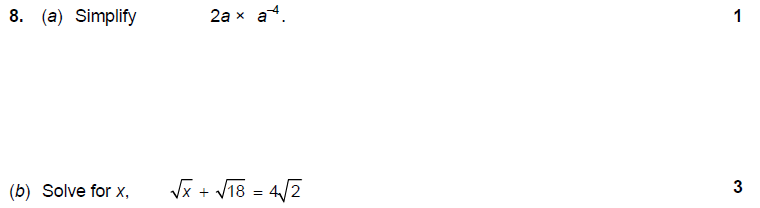 8. (a) Simplify 2a × a⁻⁴. 1
(b) Solve for x, √x + √18 = 4√2 3